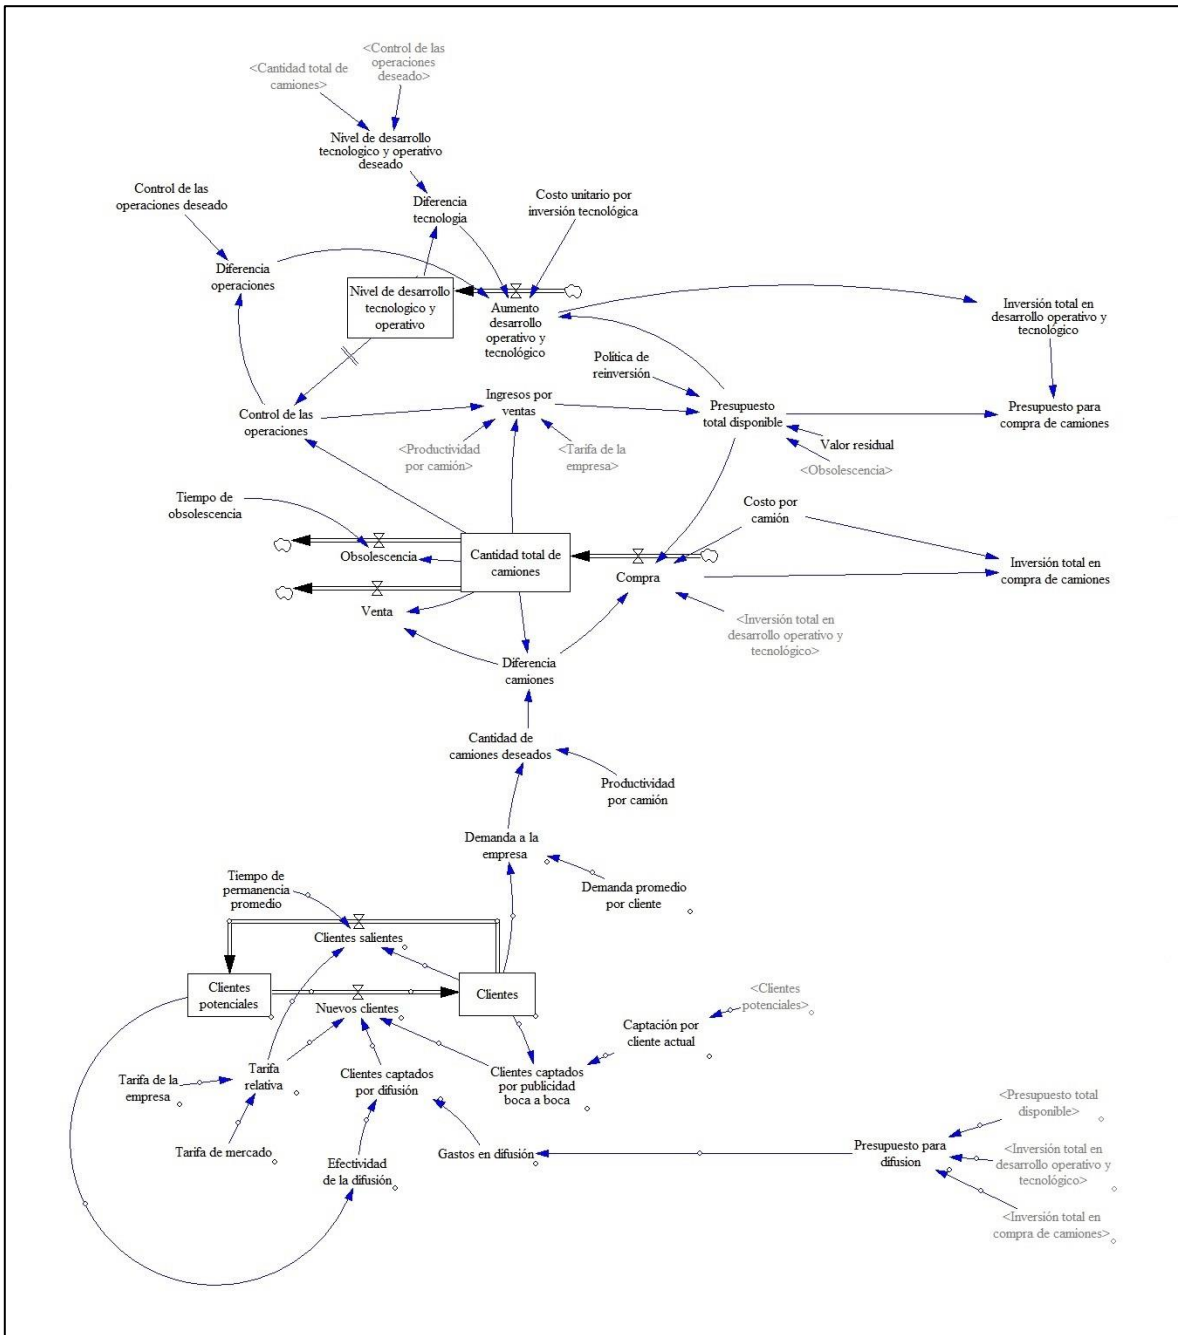 <Control de las
operaciones
deseado>
<Cantidad total de
camiones>
Nivel de desarrollo
tecnologico y operativo
deseado
Control de las
operaciones deseado
Diferencia
tecnologia
Costo unitario por
inversión tecnológica
Diferencia
operaciones
Nivel de desarrollo
tecnologico y
operativo
Aumento
desarrollo
operativo y
tecnológico
Inversión total en
desarrollo operativo y
tecnológico
Politica de
reinversión
Control de las
operaciones
Ingresos por
ventas
Presupuesto
total disponible
Presupuesto para
compra de camiones
<Productividad
por camión>
<Tarifa de la
empresa>
Valor residual
<Obsolescencia>
Tiempo de
obsolescencia
Costo por
camión
Obsolescencia
Cantidad total de
camiones
Compra
Inversión total en
compra de camiones
Venta
<Inversión total en
desarrollo operativo y
tecnológico>
Diferencia
camiones
Cantidad de
camiones deseados
Productividad
por camión
Demanda a la
empresa
Tiempo de
permanencia
promedio
Demanda promedio
por cliente
Clientes salientes
Clientes
potenciales
Clientes
Nuevos clientes
<Clientes
potenciales>
Captación por
cliente actual
Tarifa de la
empresa
Tarifa
relativa
Clientes captados
por difusión
Clientes captados
por publicidad
boca a boca
Tarifa de mercado
Efectividad
de la difusión
Gastos en difusión
Presupuesto para
difusion
<Presupuesto total
disponible>
<Inversión total en
desarrollo operativo y
tecnológico>
<Inversión total en
compra de camiones>